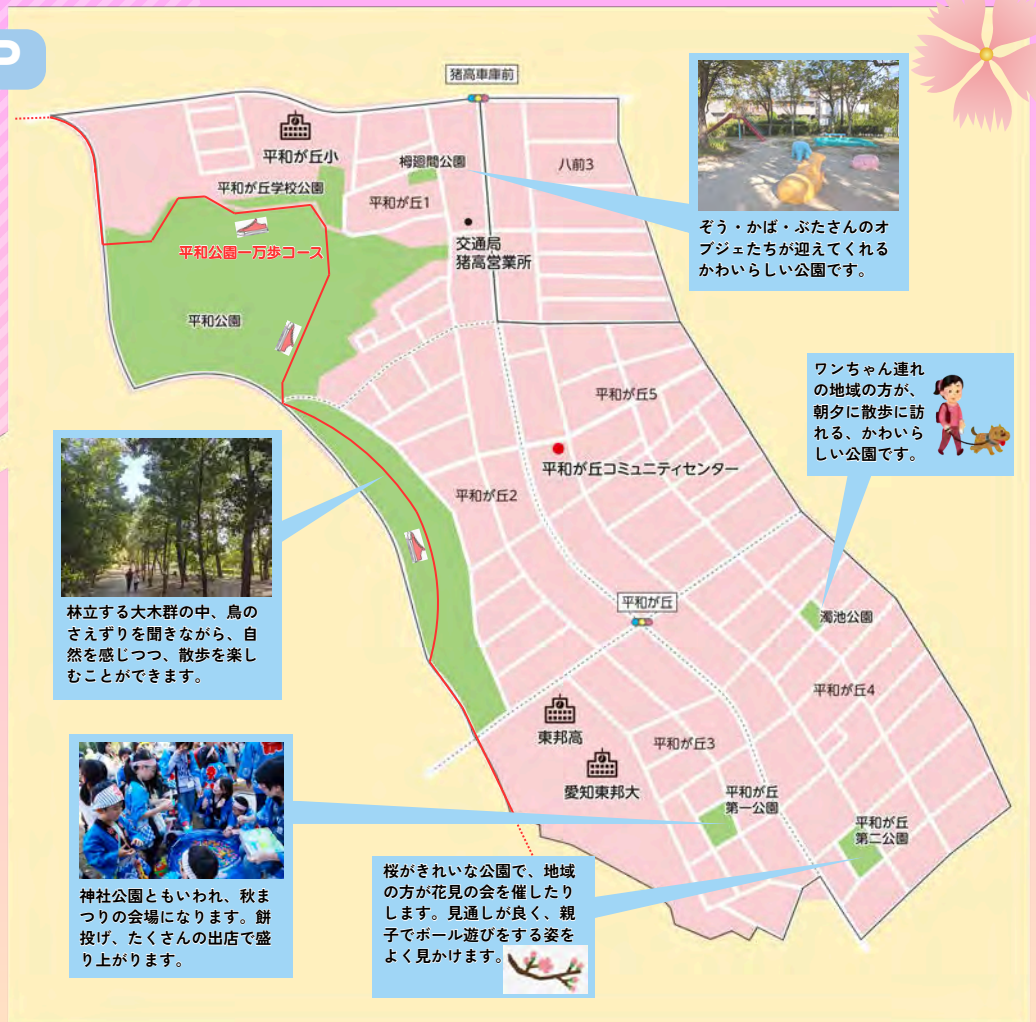 P
猪高車庫前
平和が丘小
栂廻間公園
八前3
平和が丘学校公園
平和が丘1
交通局
猪高営業所
平和公園一万歩コース
平和公園
ぞう・かば・ぶたさんのオ
ブジェたちが迎えてくれる
かわいらしい公園です。
平和が丘5
ワンちゃん連れ
の地域の方が、
朝夕に散歩に訪
れる、かわいら
しい公園です。
平和が丘コミュニティセンター
平和が丘2
林立する大木群の中、鳥の
さえずりを聞きながら、自
然を感じつつ、散歩を楽し
むことができます。
平和が丘
濁池公園
平和が丘4
東邦高
平和が丘3
愛知東邦大
平和が丘
第一公園
平和が丘
第二公園
神社公園ともいわれ、秋ま
つりの会場になります。餅
投げ、たくさんの出店で盛
り上がります。
桜がきれいな公園で、地域
の方が花見の会を催したり
します。見通しが良く、親
子でボール遊びをする姿を
よく見かけます。